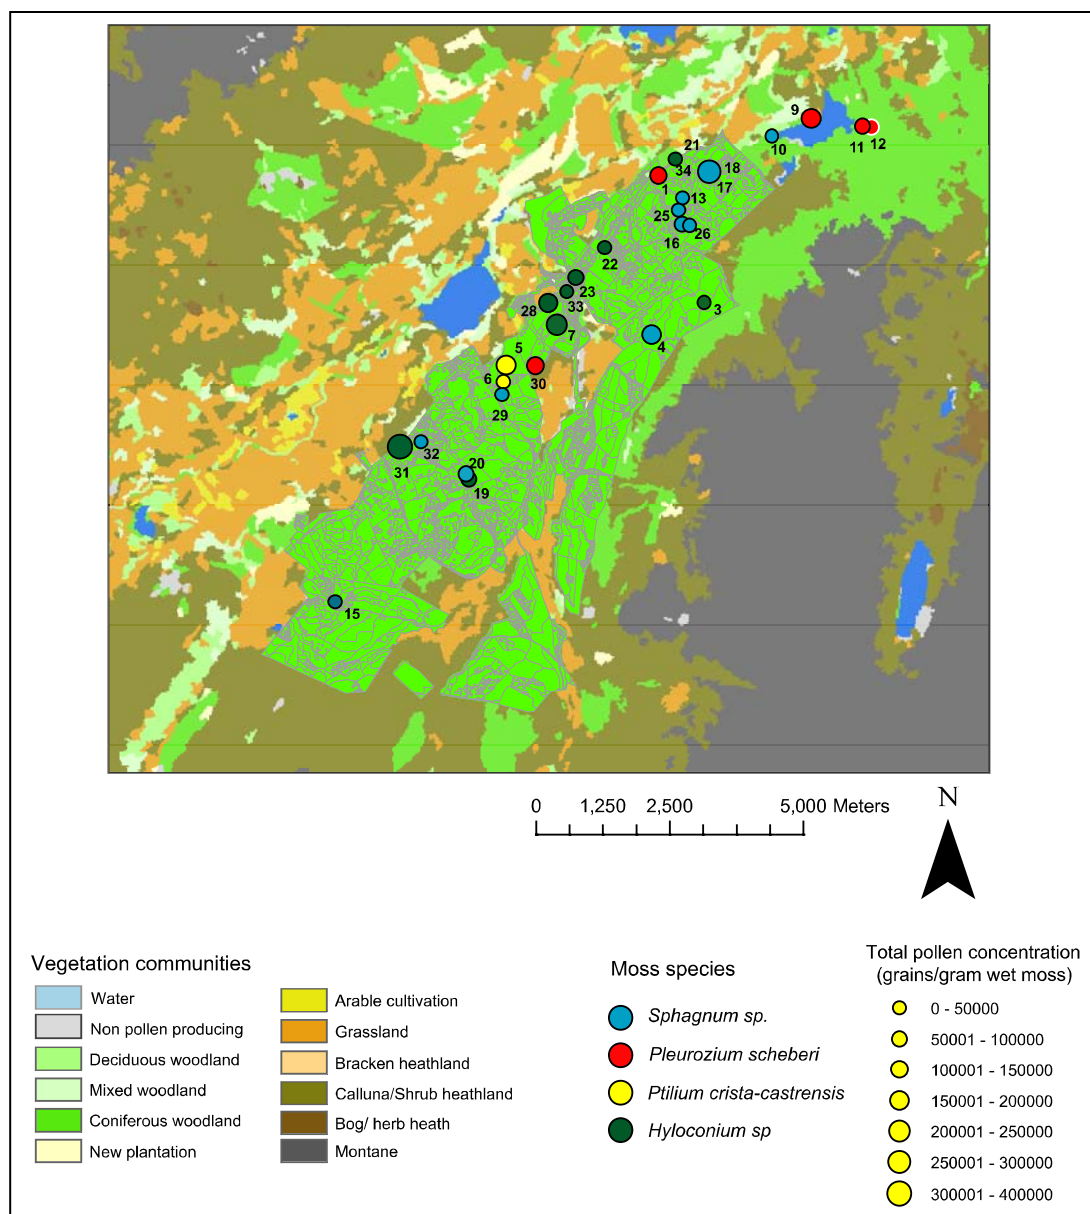 9
10
11
12
21
34
18
17
1
13
25
16
26
22
23
33
28
7
3
4
5
6
30
29
32
31
20
19
15
0 1,250 2,500 5,000 Meters
N
Vegetation communities
Water
Non pollen producing
Deciduous woodland
Mixed woodland
Coniferous woodland
New plantation
Arable cultivation
Grassland
Bracken heathland
Calluna/Shrub heathland
Bog/ herb heath
Montane
Moss species
Sphagnum sp.
Pleurozium scheberi
Ptilium crista-castrensis
Hyloconium sp
Total pollen concentration
(grains/gram wet moss)
0 - 50000
50001 - 100000
100001 - 150000
150001 - 200000
200001 - 250000
250001 - 300000
300001 - 400000